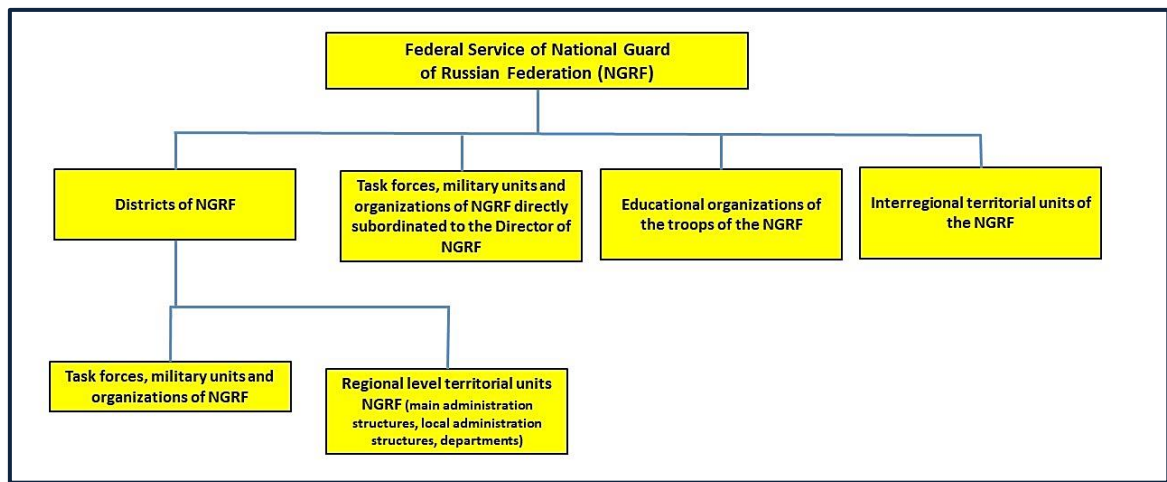 Federal Service of National Guard
of Russian Federation (NGRF)
Districts of NGRF
Task forces, military units and
organizations of NGRF directly
subordinated to the Director of
NGRF
Educational organizations of
the troops of the NGRF
Interregional territorial units of
the NGRF
Task forces, military units and
organizations of NGRF
Regional level territorial units
NGRF (main administration
structures, local administration
structures, departments)